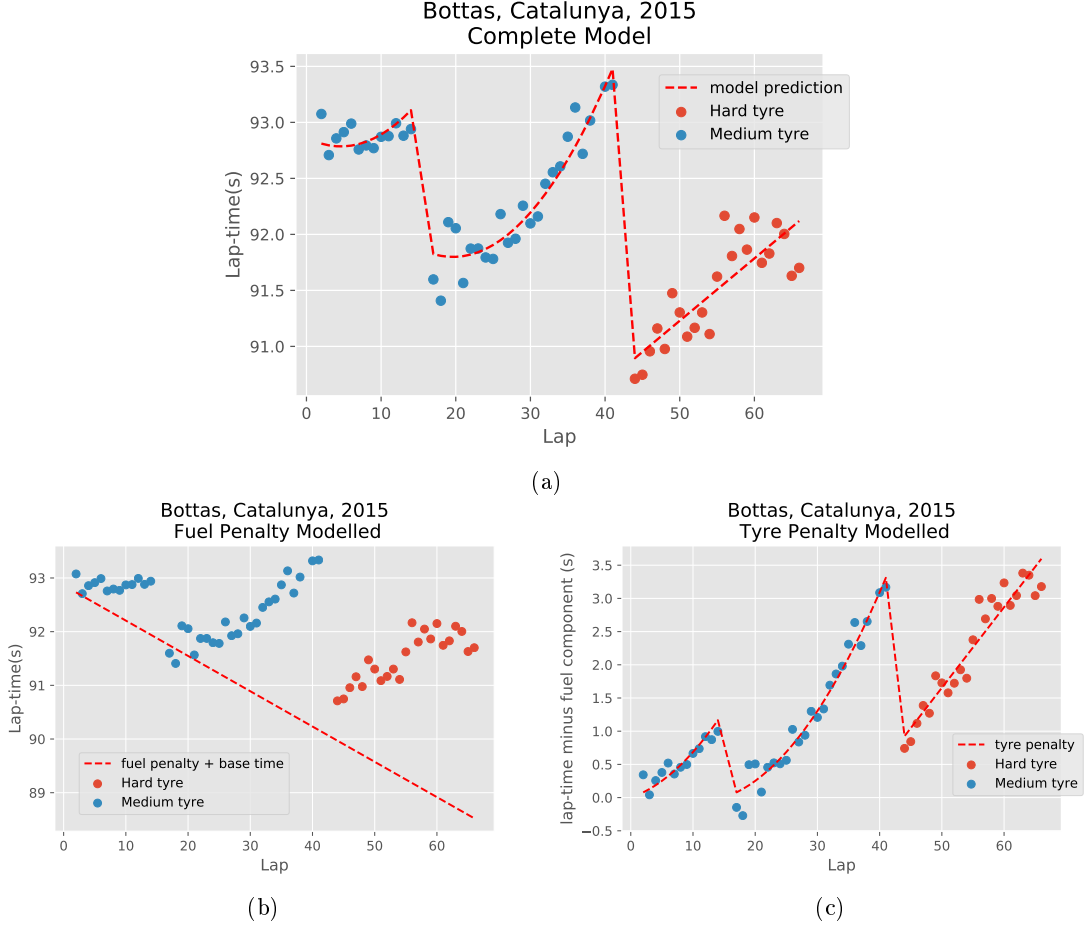 Bottas, Catalunya, 2015
Complete Model
93.5
93.0
92.5
92.0
91.5
91.0
Lap-time(s)
model prediction
Hard tyre
Medium tyre
0 10 20 30 40 50 60
Lap
(a)
Bottas, Catalunya, 2015
Fuel Penalty Modelled
93
92
91
90
89
Lap-time(s)
fuel penalty + base time
Hard tyre
Medium tyre
0 10 20 30 40 50 60
Lap
(b)
Bottas, Catalunya, 2015
Tyre Penalty Modelled
3.5
3.0
2.5
2.0
1.5
1.0
0.5
0.0
−0.5
lap-time minus fuel component (s)
tyre penalty
Hard tyre
Medium tyre
0 10 20 30 40 50 60
Lap
(c)